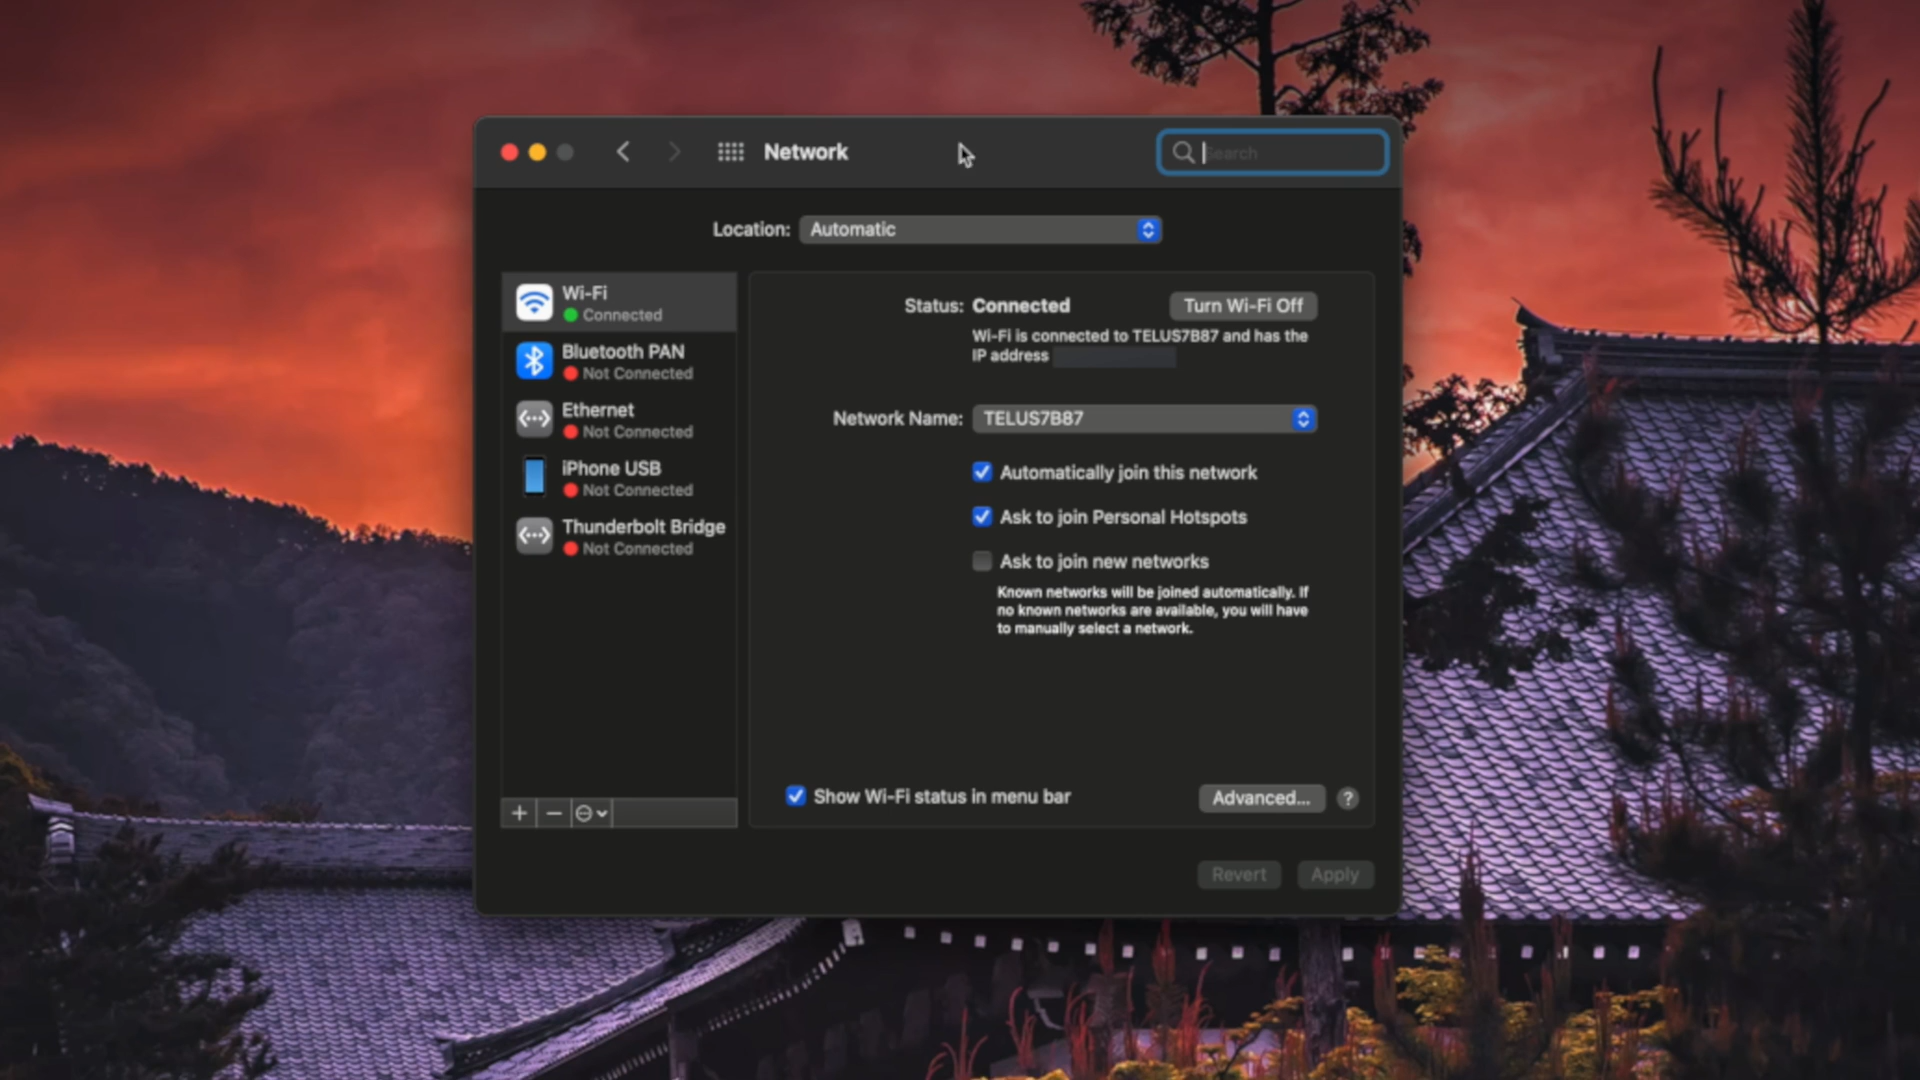 Network
Search
Location: Automatic
Wi-Fi
Connected
Bluetooth PAN
Not Connected
Ethernet
Not Connected
iPhone USB
Not Connected
Thunderbolt Bridge
Not Connected
Status: Connected
Turn Wi-Fi Off
Wi-Fi is connected to TELUS7B87 and has the
IP address
Network Name: TELUS7B87
Automatically join this network
Ask to join Personal Hotspots
Ask to join new networks
Known networks will be joined automatically. If
no known networks are available, you will have
to manually select a network.
Show Wi-Fi status in menu bar
Advanced...
?
Revert
Apply